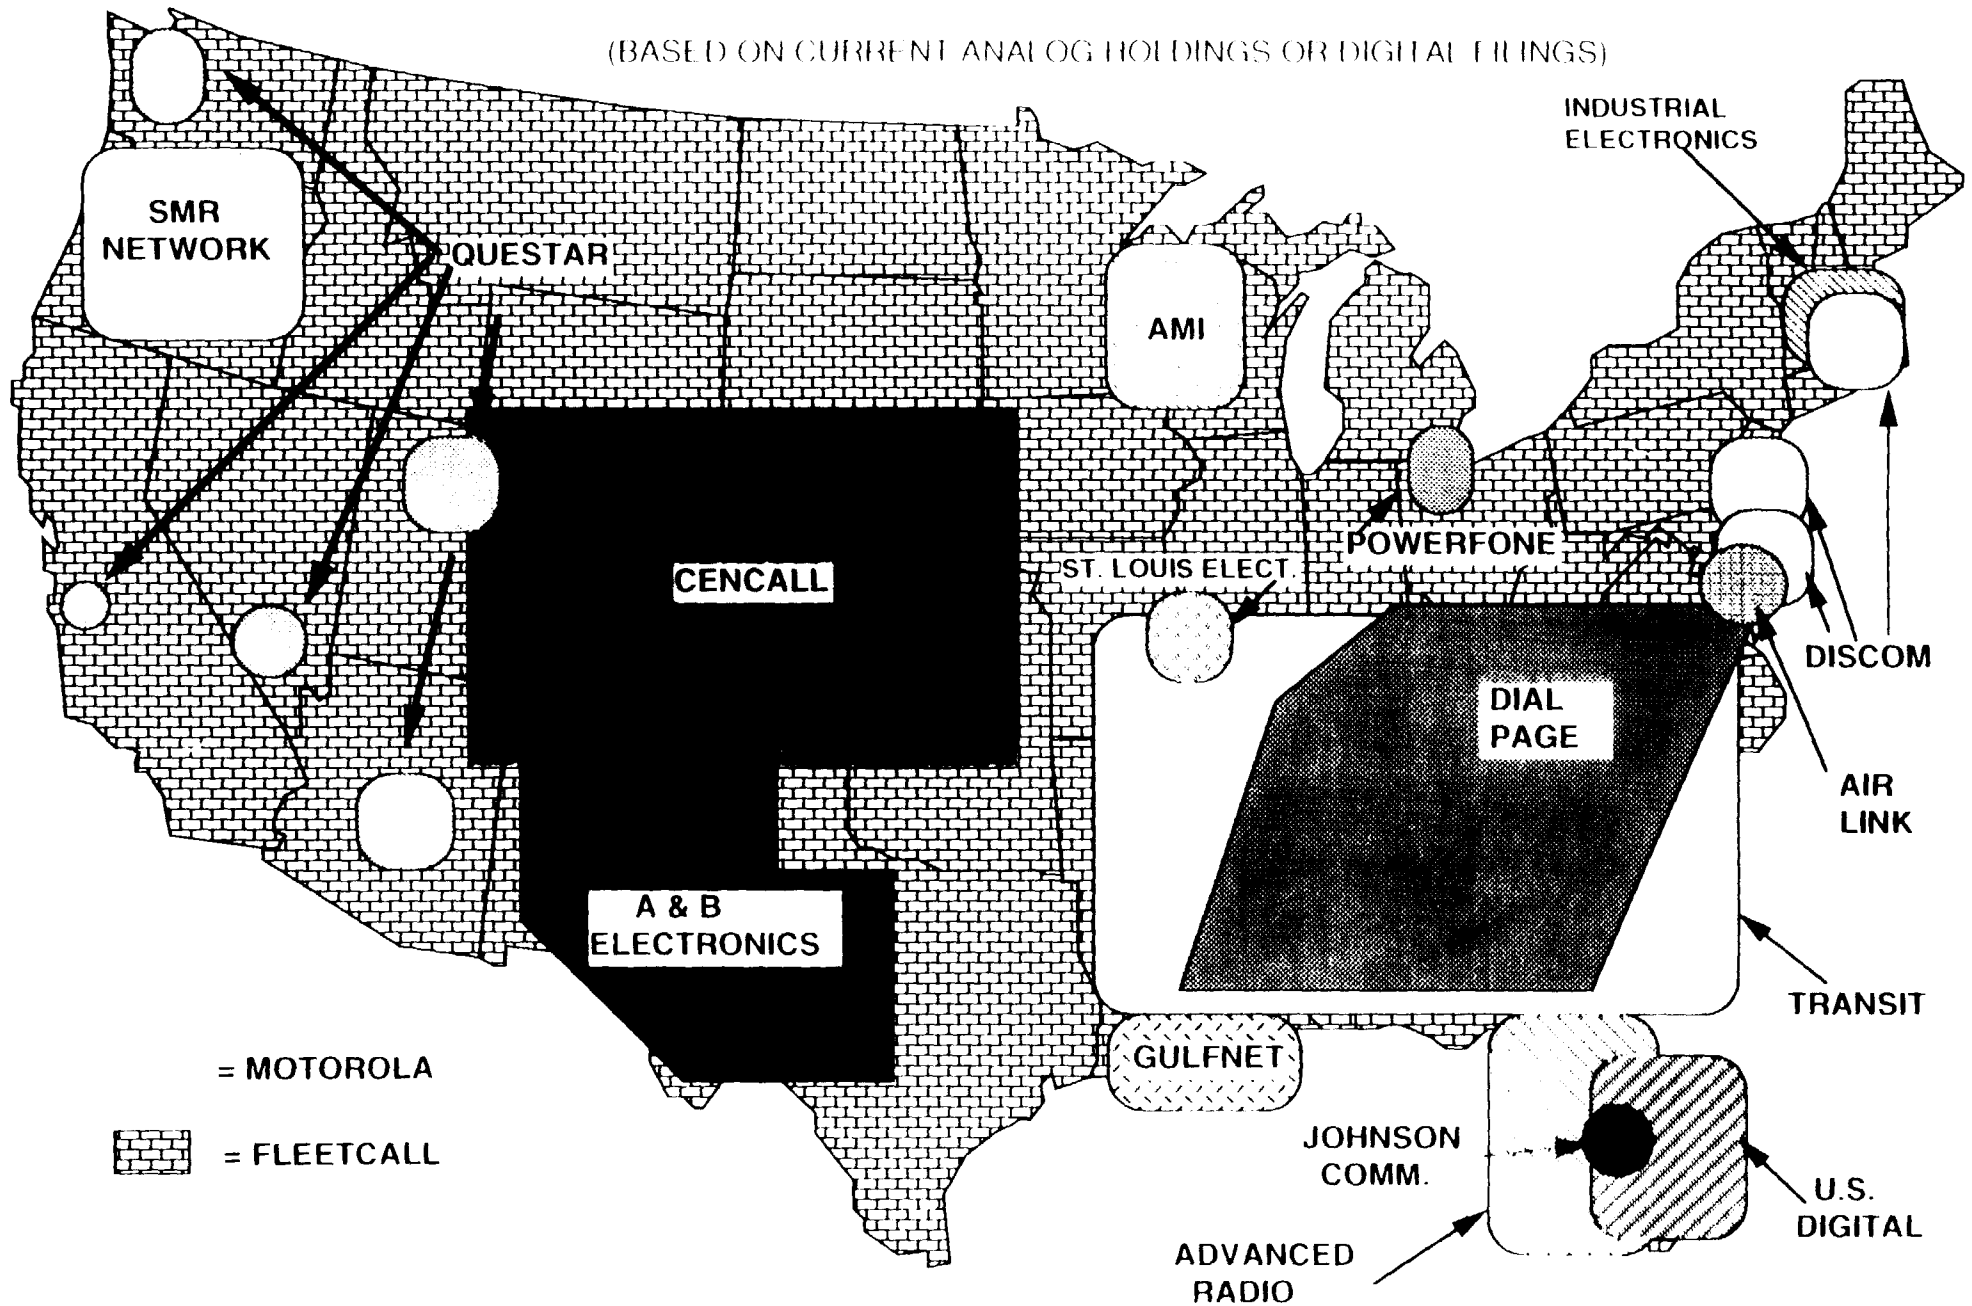 (BASED ON CURRENT ANALOG HOLDINGS OR DIGITAL FILINGS)
INDUSTRIAL
ELECTRONICS
SMR
NETWORK
QUESTAR
AMI
POWERFONE
ST. LOUIS ELECT.
CENCALL
DISCOM
DIAL
PAGE
AIR
LINK
A & B
ELECTRONICS
TRANSIT
GULFNET
= MOTOROLA
= FLEETCALL
JOHNSON
COMM.
U.S.
DIGITAL
ADVANCED
RADIO